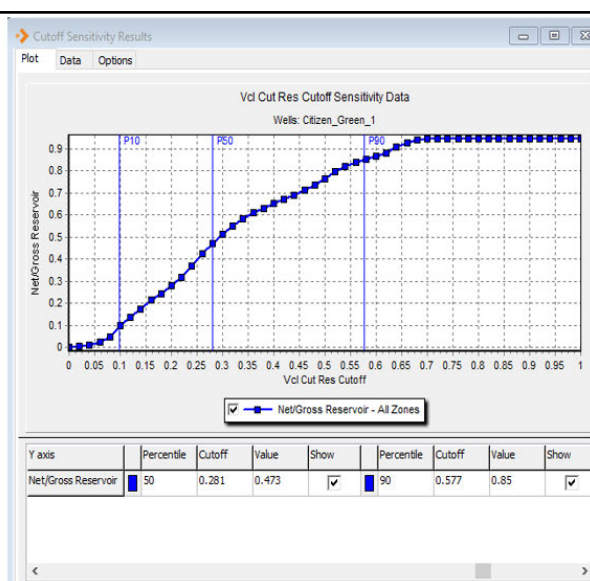 Cutoff Sensitivity Results
Plot Data Options
Vcl Cut Res Cutoff Sensitivity Data
Wells: Citizen_Green_1
P10 P50 P90
0.9
0.8
0.7
0.6
0.5
0.4
0.3
0.2
0.1
0
Net/Gross Reservoir
0 0.05 0.1 0.15 0.2 0.25 0.3 0.35 0.4 0.45 0.5 0.55 0.6 0.65 0.7 0.75 0.8 0.85 0.9 0.95 1
Vcl Cut Res Cutoff
Net/Gross Reservoir - All Zones
Y axis Percentile Cutoff Value Show Percentile Cutoff Value Show
Net/Gross Reservoir 50 0.281 0.473 90 0.577 0.85